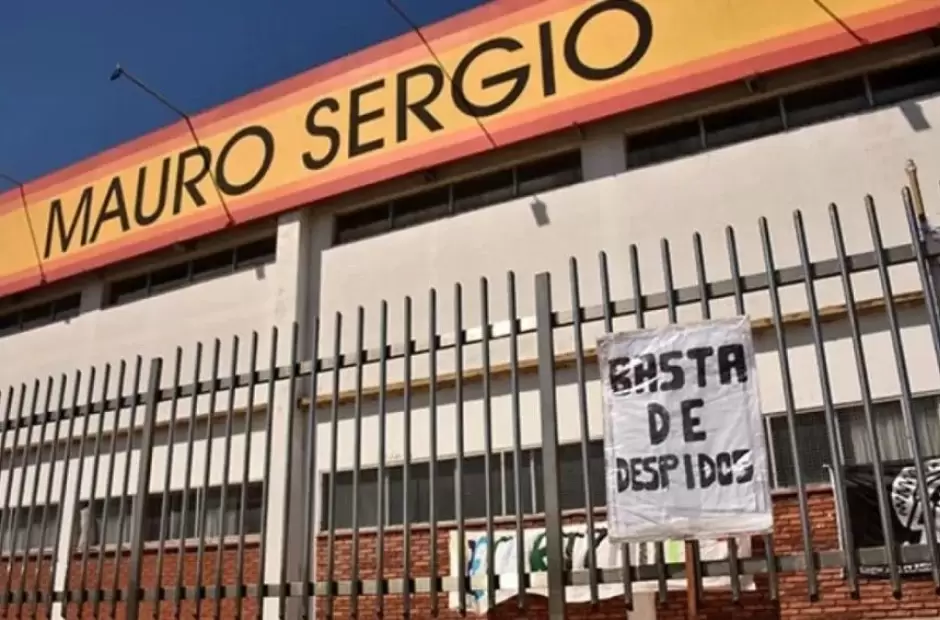 MAURO SERGIO
BASTA
DE
DESPIDOS